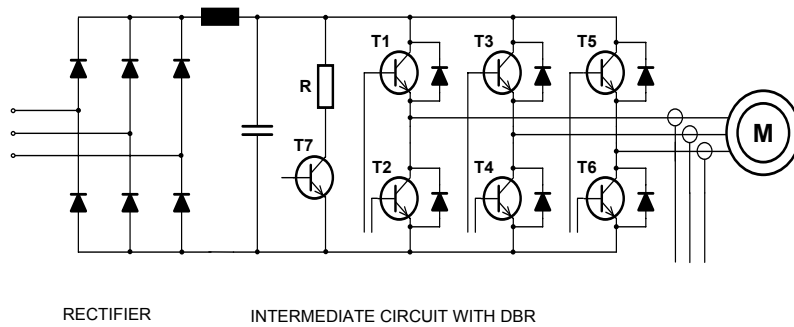 T1 T3 T5
R
M
T7
T2 T4 T6
RECTIFIER INTERMEDIATE CIRCUIT WITH DBR